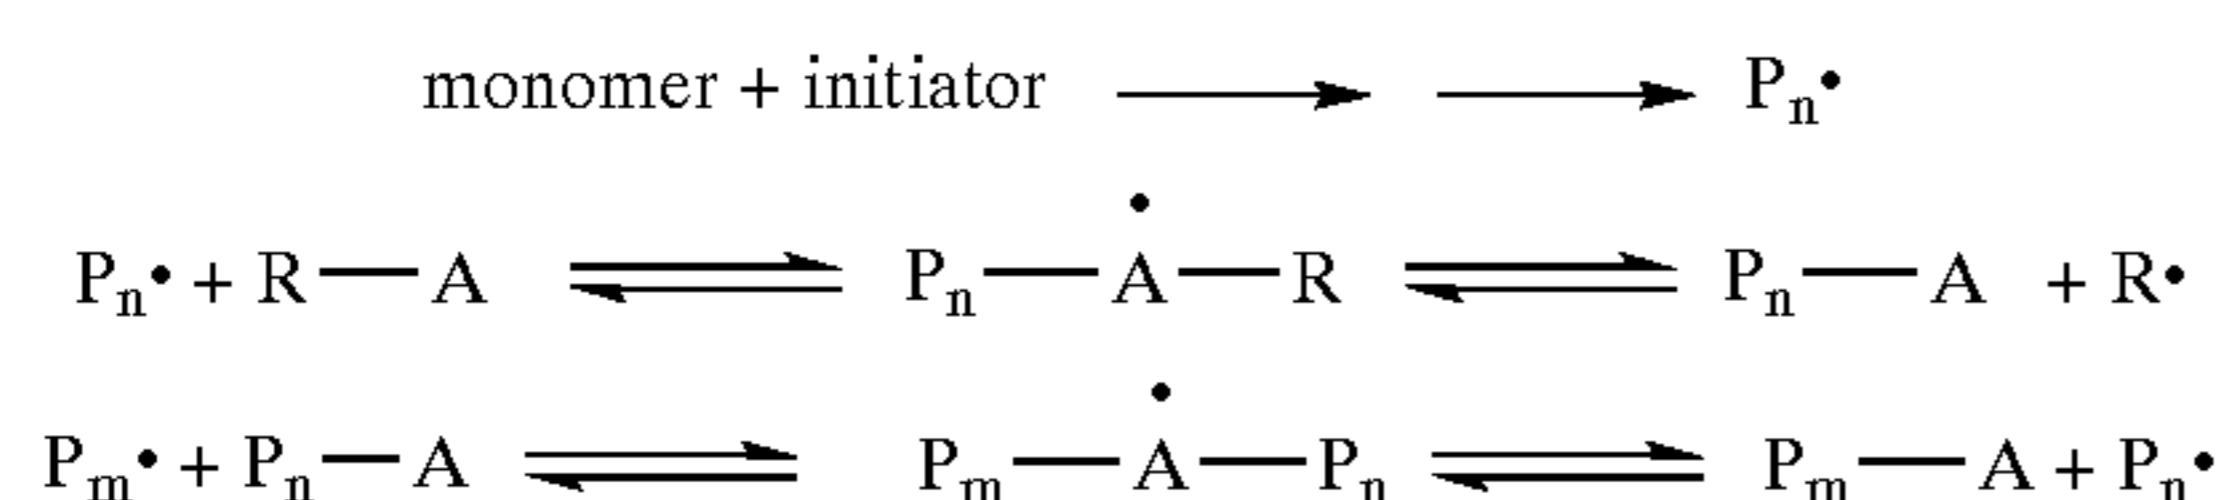 monomer + initiator ⟶ ⟶ Pn•
Pn• + R—A ⇌ Pn—Ȧ—R ⇌ Pn—A + R•
Pm• + Pn—A ⇌ Pm—Ȧ—Pn ⇌ Pm—A + Pn•